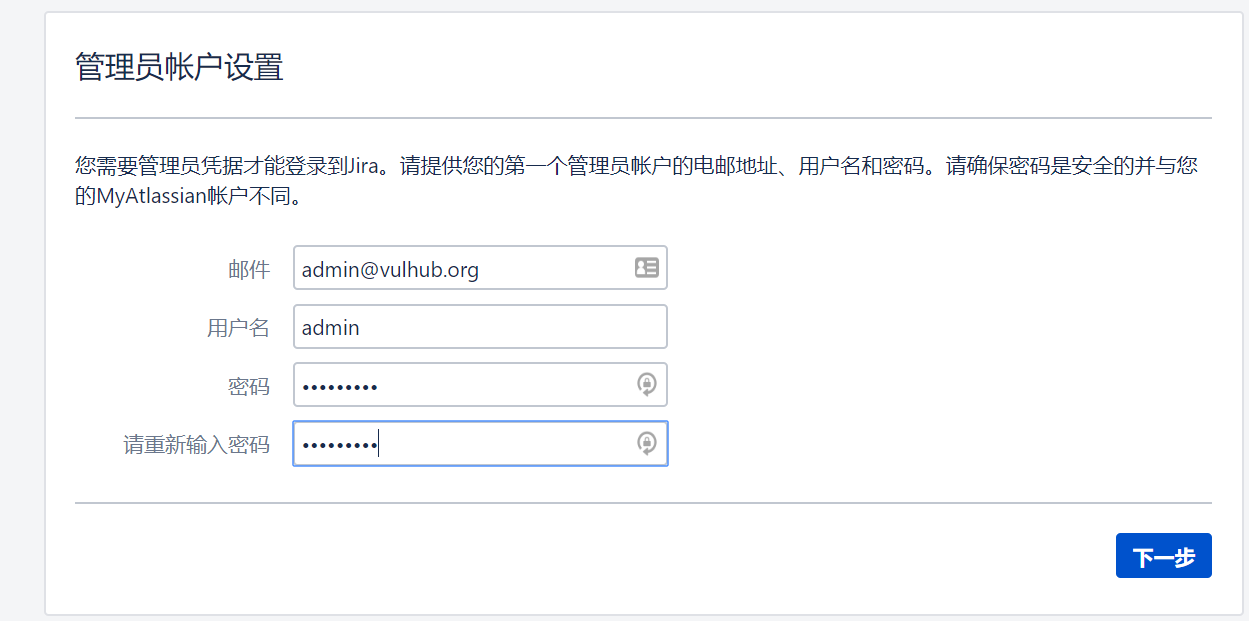 管理员帐户设置
您需要管理员凭据才能登录到Jira。请提供您的第一个管理员帐户的电邮地址、用户名和密码。请确保密码是安全的并与您
的MyAtlassian帐户不同。
邮件 admin@vulhub.org
用户名 admin
密码 •••••••••
请重新输入密码 •••••••••
下一步